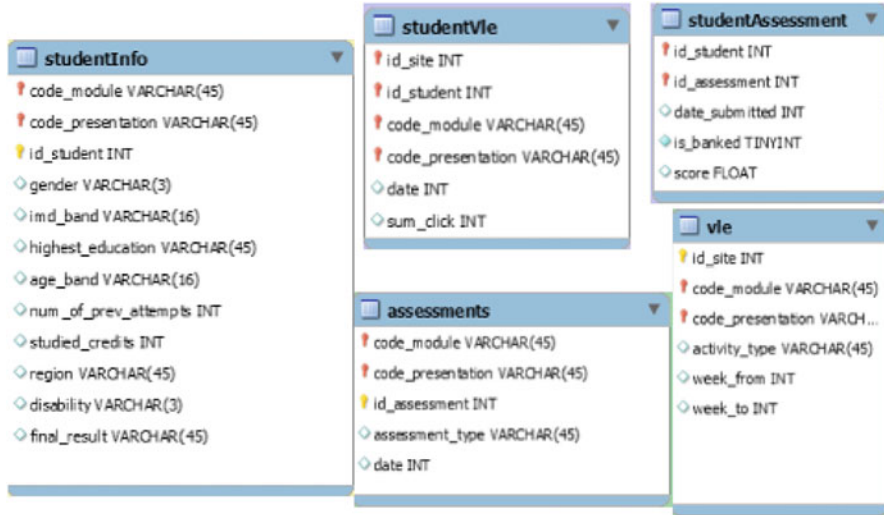 studentInfo
code_module VARCHAR(45)
code_presentation VARCHAR(45)
id_student INT
gender VARCHAR(3)
imd_band VARCHAR(16)
highest_education VARCHAR(45)
age_band VARCHAR(16)
num_of_prev_attempts INT
studied_credits INT
region VARCHAR(45)
disability VARCHAR(3)
final_result VARCHAR(45)
studentVle
id_site INT
id_student INT
code_module VARCHAR(45)
code_presentation VARCHAR(45)
date INT
sum_click INT
assessments
code_module VARCHAR(45)
code_presentation VARCHAR(45)
id_assessment INT
assessment_type VARCHAR(45)
date INT
studentAssessment
id_student INT
id_assessment INT
date_submitted INT
is_banked TINYINT
score FLOAT
vle
id_site INT
code_module VARCHAR(45)
code_presentation VARCH...
activity_type VARCHAR(45)
week_from INT
week_to INT